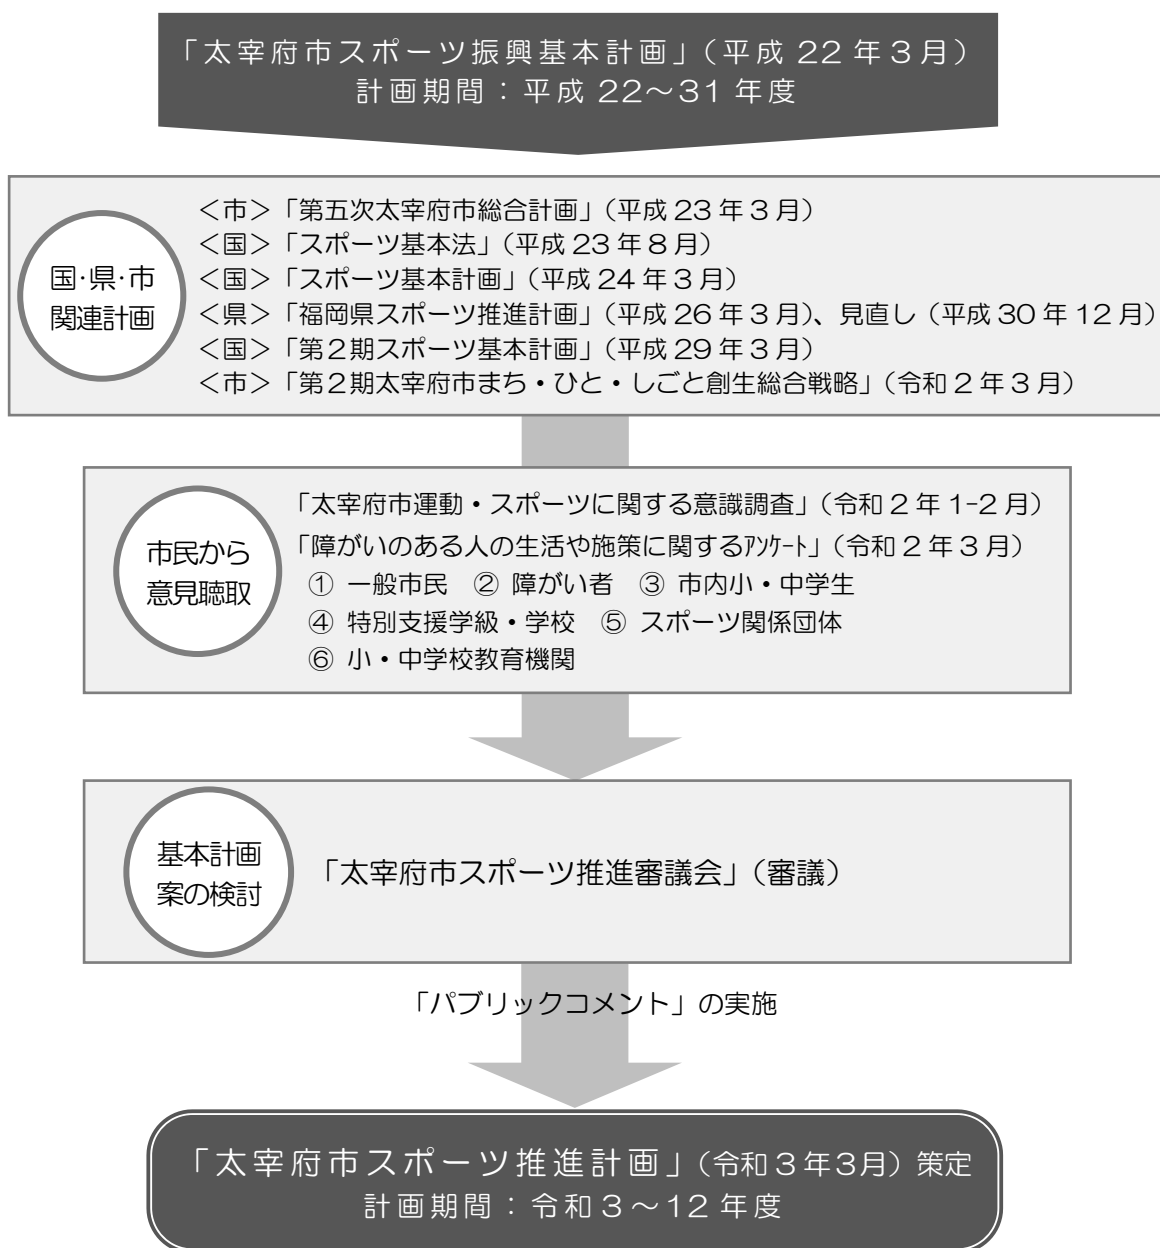 「太宰府市スポーツ振興基本計画」（平成 22 年３月）
計画期間：平成 22～31 年度
国・県・市
関連計画
＜市＞「第五次太宰府市総合計画」（平成 23 年３月）
＜国＞「スポーツ基本法」（平成 23 年８月）
＜国＞「スポーツ基本計画」（平成 24 年３月）
＜県＞「福岡県スポーツ推進計画」（平成 26 年３月）、見直し（平成 30 年 12 月）
＜国＞「第２期スポーツ基本計画」（平成 29 年３月）
＜市＞「第２期太宰府市まち・ひと・しごと創生総合戦略」（令和２年３月）
市民から
意見聴取
「太宰府市運動・スポーツに関する意識調査」（令和２年 1-2 月）
「障がいのある人の生活や施策に関するｱﾝｹｰﾄ」（令和２年３月）
① 一般市民　② 障がい者　③ 市内小・中学生
④ 特別支援学級・学校　⑤ スポーツ関係団体
⑥ 小・中学校教育機関
基本計画
案の検討
「太宰府市スポーツ推進審議会」（審議）
「パブリックコメント」の実施
「太宰府市スポーツ推進計画」（令和３年３月）策定
計画期間：令和３～12 年度